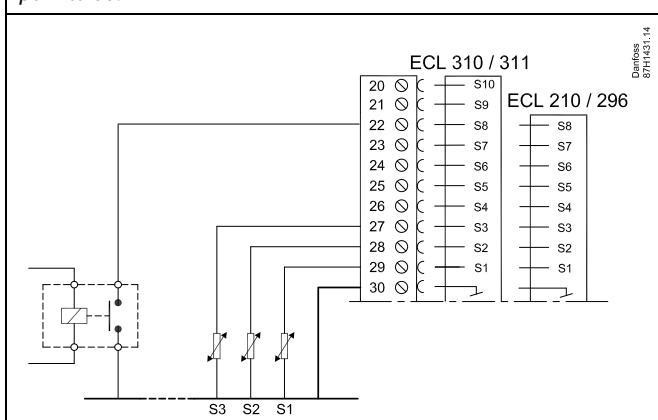 Danfoss
87H1431.14
ECL 310 / 311
ECL 210 / 296
20 S10
21 S9
22 S8 S8
23 S7 S7
24 S6 S6
25 S5 S5
26 S4 S4
27 S3 S3
28 S2 S2
29 S1 S1
30
S3 S2 S1